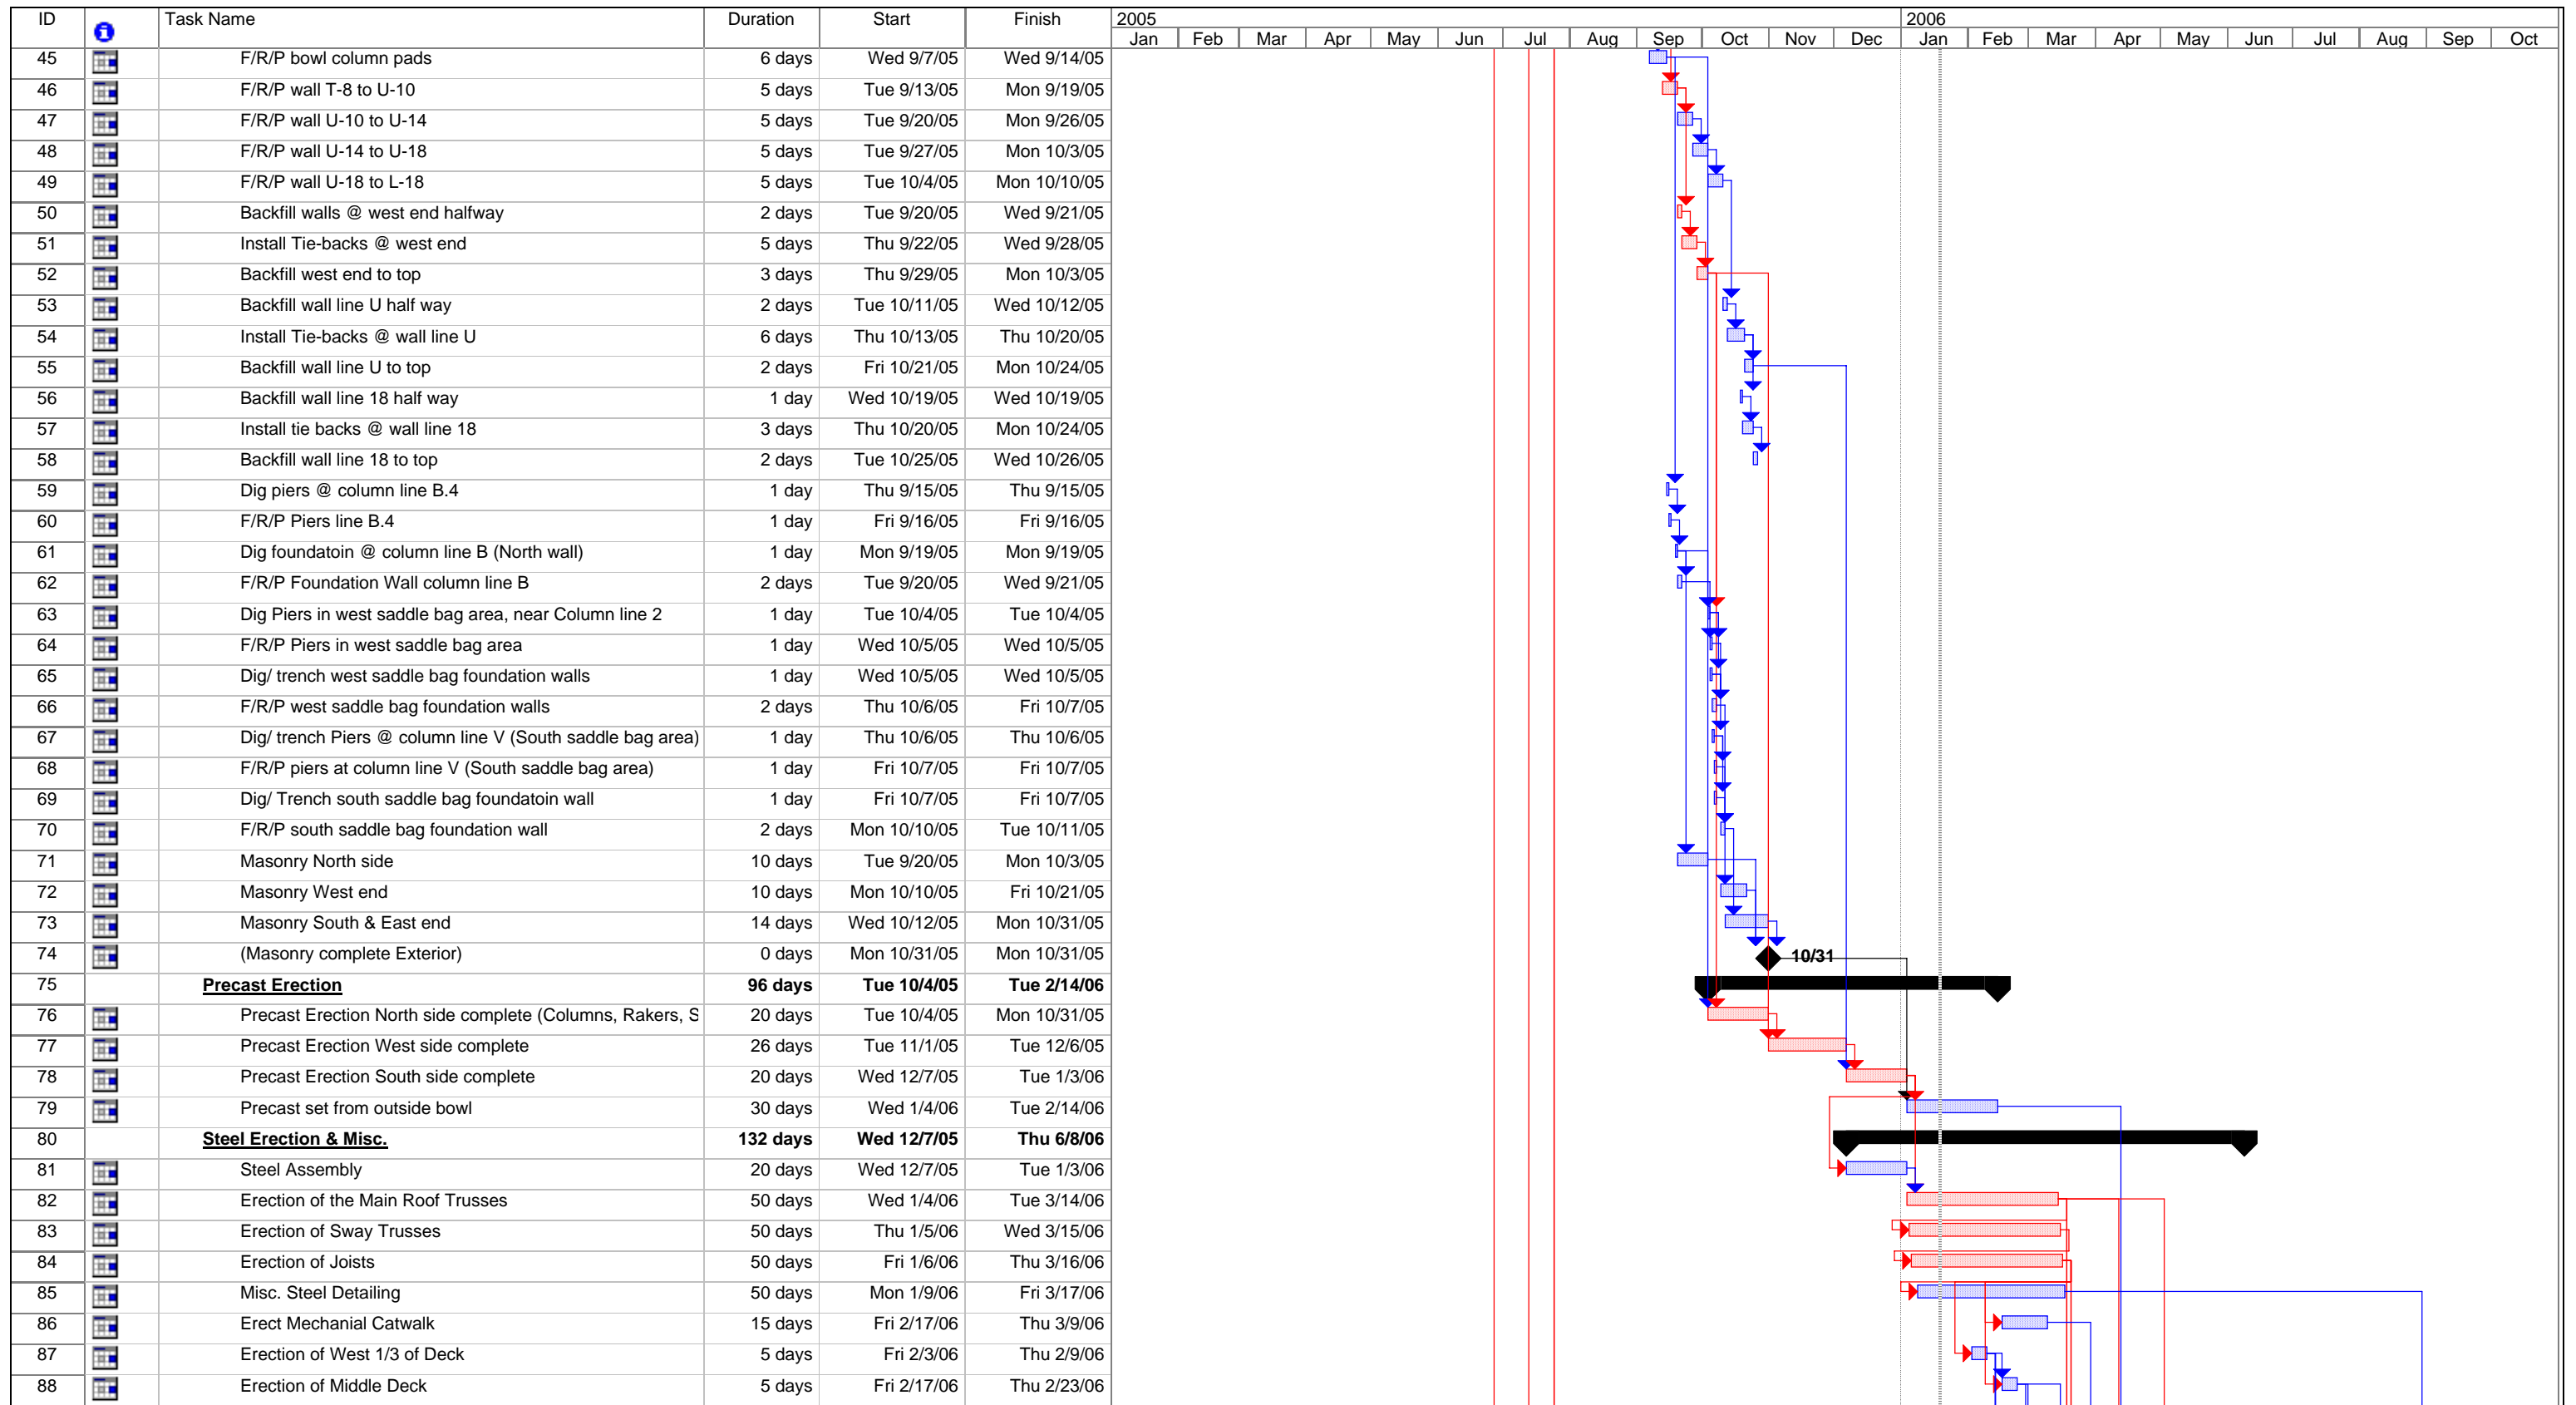 ID Task Name Duration Start Finish 2005 2006
Jan Feb Mar Apr May Jun Jul Aug Sep Oct Nov Dec Jan Feb Mar Apr May Jun Jul Aug Sep Oct
45 F/R/P bowl column pads 6 days Wed 9/7/05 Wed 9/14/05
46 F/R/P wall T-8 to U-10 5 days Tue 9/13/05 Mon 9/19/05
47 F/R/P wall U-10 to U-14 5 days Tue 9/20/05 Mon 9/26/05
48 F/R/P wall U-14 to U-18 5 days Tue 9/27/05 Mon 10/3/05
49 F/R/P wall U-18 to L-18 5 days Tue 10/4/05 Mon 10/10/05
50 Backfill walls @ west end halfway 2 days Tue 9/20/05 Wed 9/21/05
51 Install Tie-backs @ west end 5 days Thu 9/22/05 Wed 9/28/05
52 Backfill west end to top 3 days Thu 9/29/05 Mon 10/3/05
53 Backfill wall line U half way 2 days Tue 10/11/05 Wed 10/12/05
54 Install Tie-backs @ wall line U 6 days Thu 10/13/05 Thu 10/20/05
55 Backfill wall line U to top 2 days Fri 10/21/05 Mon 10/24/05
56 Backfill wall line 18 half way 1 day Wed 10/19/05 Wed 10/19/05
57 Install tie backs @ wall line 18 3 days Thu 10/20/05 Mon 10/24/05
58 Backfill wall line 18 to top 2 days Tue 10/25/05 Wed 10/26/05
59 Dig piers @ column line B.4 1 day Thu 9/15/05 Thu 9/15/05
60 F/R/P Piers line B.4 1 day Fri 9/16/05 Fri 9/16/05
61 Dig foundatoin @ column line B (North wall) 1 day Mon 9/19/05 Mon 9/19/05
62 F/R/P Foundation Wall column line B 2 days Tue 9/20/05 Wed 9/21/05
63 Dig Piers in west saddle bag area, near Column line 2 1 day Tue 10/4/05 Tue 10/4/05
64 F/R/P Piers in west saddle bag area 1 day Wed 10/5/05 Wed 10/5/05
65 Dig/ trench west saddle bag foundation walls 1 day Wed 10/5/05 Wed 10/5/05
66 F/R/P west saddle bag foundation walls 2 days Thu 10/6/05 Fri 10/7/05
67 Dig/ trench Piers @ column line V (South saddle bag area) 1 day Thu 10/6/05 Thu 10/6/05
68 F/R/P piers at column line V (South saddle bag area) 1 day Fri 10/7/05 Fri 10/7/05
69 Dig/ Trench south saddle bag foundatoin wall 1 day Fri 10/7/05 Fri 10/7/05
70 F/R/P south saddle bag foundation wall 2 days Mon 10/10/05 Tue 10/11/05
71 Masonry North side 10 days Tue 9/20/05 Mon 10/3/05
72 Masonry West end 10 days Mon 10/10/05 Fri 10/21/05
73 Masonry South & East end 14 days Wed 10/12/05 Mon 10/31/05
74 (Masonry complete Exterior) 0 days Mon 10/31/05 Mon 10/31/05 10/31
75 Precast Erection 96 days Tue 10/4/05 Tue 2/14/06
76 Precast Erection North side complete (Columns, Rakers, S 20 days Tue 10/4/05 Mon 10/31/05
77 Precast Erection West side complete 26 days Tue 11/1/05 Tue 12/6/05
78 Precast Erection South side complete 20 days Wed 12/7/05 Tue 1/3/06
79 Precast set from outside bowl 30 days Wed 1/4/06 Tue 2/14/06
80 Steel Erection & Misc. 132 days Wed 12/7/05 Thu 6/8/06
81 Steel Assembly 20 days Wed 12/7/05 Tue 1/3/06
82 Erection of the Main Roof Trusses 50 days Wed 1/4/06 Tue 3/14/06
83 Erection of Sway Trusses 50 days Thu 1/5/06 Wed 3/15/06
84 Erection of Joists 50 days Fri 1/6/06 Thu 3/16/06
85 Misc. Steel Detailing 50 days Mon 1/9/06 Fri 3/17/06
86 Erect Mechanial Catwalk 15 days Fri 2/17/06 Thu 3/9/06
87 Erection of West 1/3 of Deck 5 days Fri 2/3/06 Thu 2/9/06
88 Erection of Middle Deck 5 days Fri 2/17/06 Thu 2/23/06